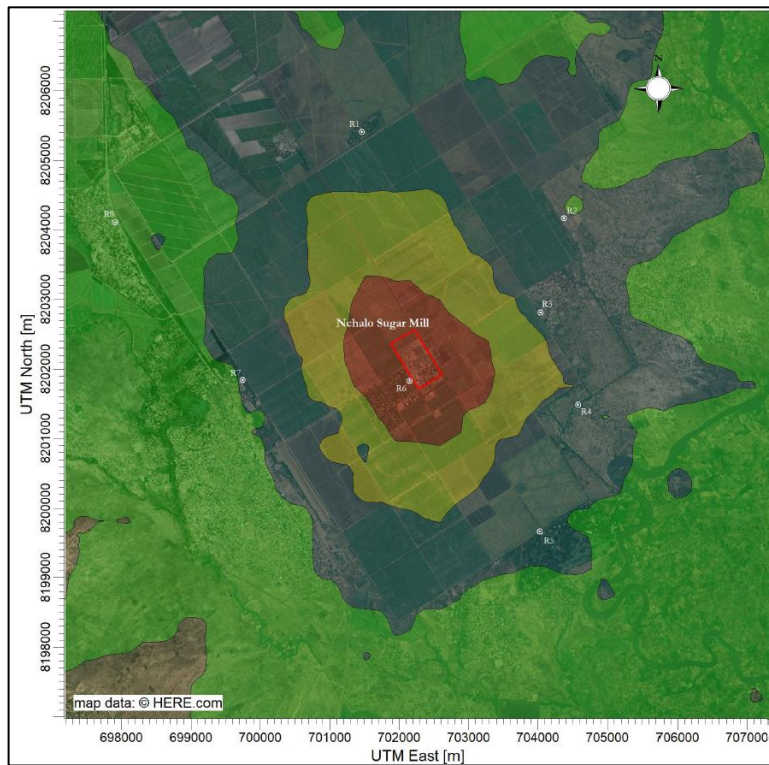 8206000
8205000
8204000
8203000
8202000
8201000
8200000
8199000
8198000
UTM North [m]
R1
R8
R2
R3
Nchalo Sugar Mill
R7
R6
R4
R5
map data: © HERE.com
698000 699000 700000 701000 702000 703000 704000 705000 706000 707000
UTM East [m]